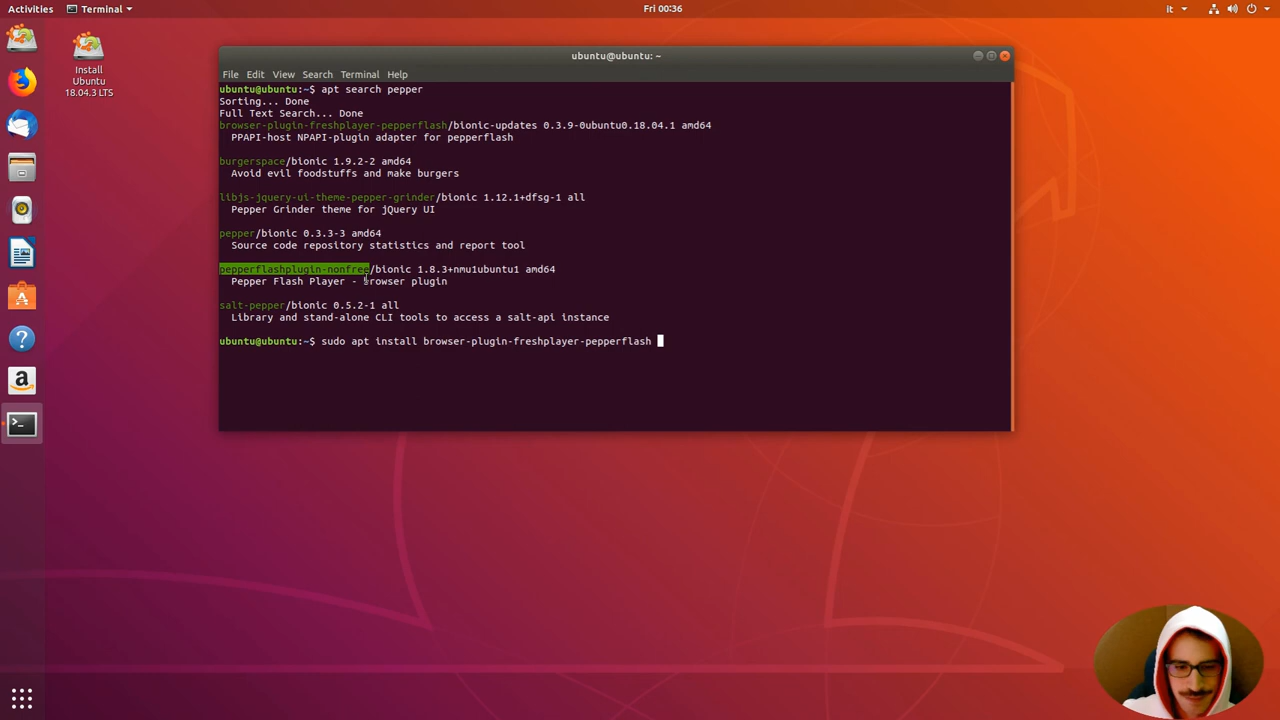 Activities
Terminal
Fri 00:36
it
Install
Ubuntu
18.04.3 LTS
ubuntu@ubuntu: ~
File Edit View Search Terminal Help
ubuntu@ubuntu:~$ apt search pepper
Sorting... Done
Full Text Search... Done
browser-plugin-freshplayer-pepperflash/bionic-updates 0.3.9-0ubuntu0.18.04.1 amd64
PPAPI-host NPAPI-plugin adapter for pepperflash
burgerspace/bionic 1.9.2-2 amd64
Avoid evil foodstuffs and make burgers
libjs-jquery-ui-theme-pepper-grinder/bionic 1.12.1+dfsg-1 all
Pepper Grinder theme for jQuery UI
pepper/bionic 0.3.3-3 amd64
Source code repository statistics and report tool
pepperflashplugin-nonfree/bionic 1.8.3+nmu1ubuntu1 amd64
Pepper Flash Player - Browser plugin
salt-pepper/bionic 0.5.2-1 all
Library and stand-alone CLI tools to access a salt-api instance
ubuntu@ubuntu:~$ sudo apt install browser-plugin-freshplayer-pepperflash